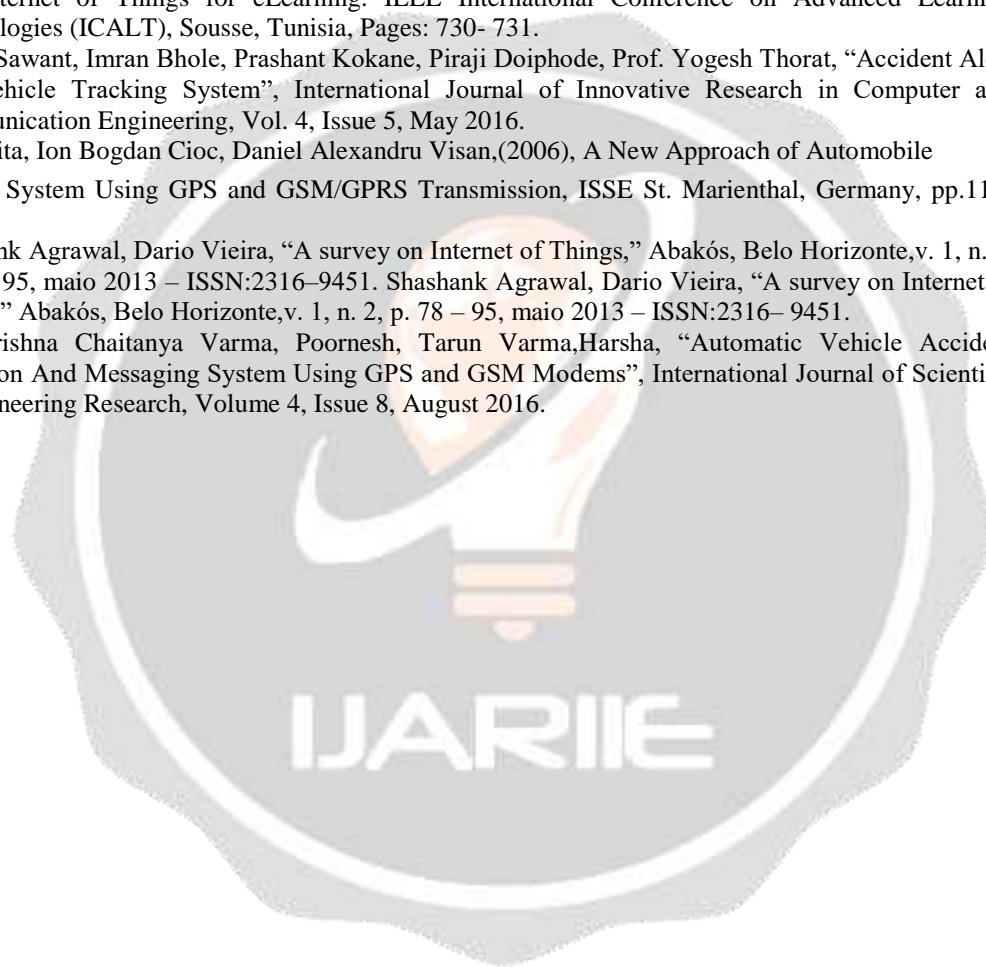 ternet of Things for eLearning. IEEE International Conference on Advanced Learn
logies (ICALT), Sousse, Tunisia, Pages: 730- 731.
Sawant, Imran Bhole, Prashant Kokane, Piraji Doiphode, Prof. Yogesh Thorat, “Accident Al
ehicle Tracking System”, International Journal of Innovative Research in Computer a
unication Engineering, Vol. 4, Issue 5, May 2016.
ita, Ion Bogdan Cioc, Daniel Alexandru Visan,(2006), A New Approach of Automobile
System Using GPS and GSM/GPRS Transmission, ISSE St. Marienthal, Germany, pp.11
nk Agrawal, Dario Vieira, “A survey on Internet of Things,” Abakós, Belo Horizonte,v. 1, n.
95, maio 2013 – ISSN:2316–9451. Shashank Agrawal, Dario Vieira, “A survey on Internet
” Abakós, Belo Horizonte,v. 1, n. 2, p. 78 – 95, maio 2013 – ISSN:2316– 9451.
rishna Chaitanya Varma, Poornesh, Tarun Varma,Harsha, “Automatic Vehicle Accide
on And Messaging System Using GPS and GSM Modems”, International Journal of Scienti
neering Research, Volume 4, Issue 8, August 2016.
IJARIIE